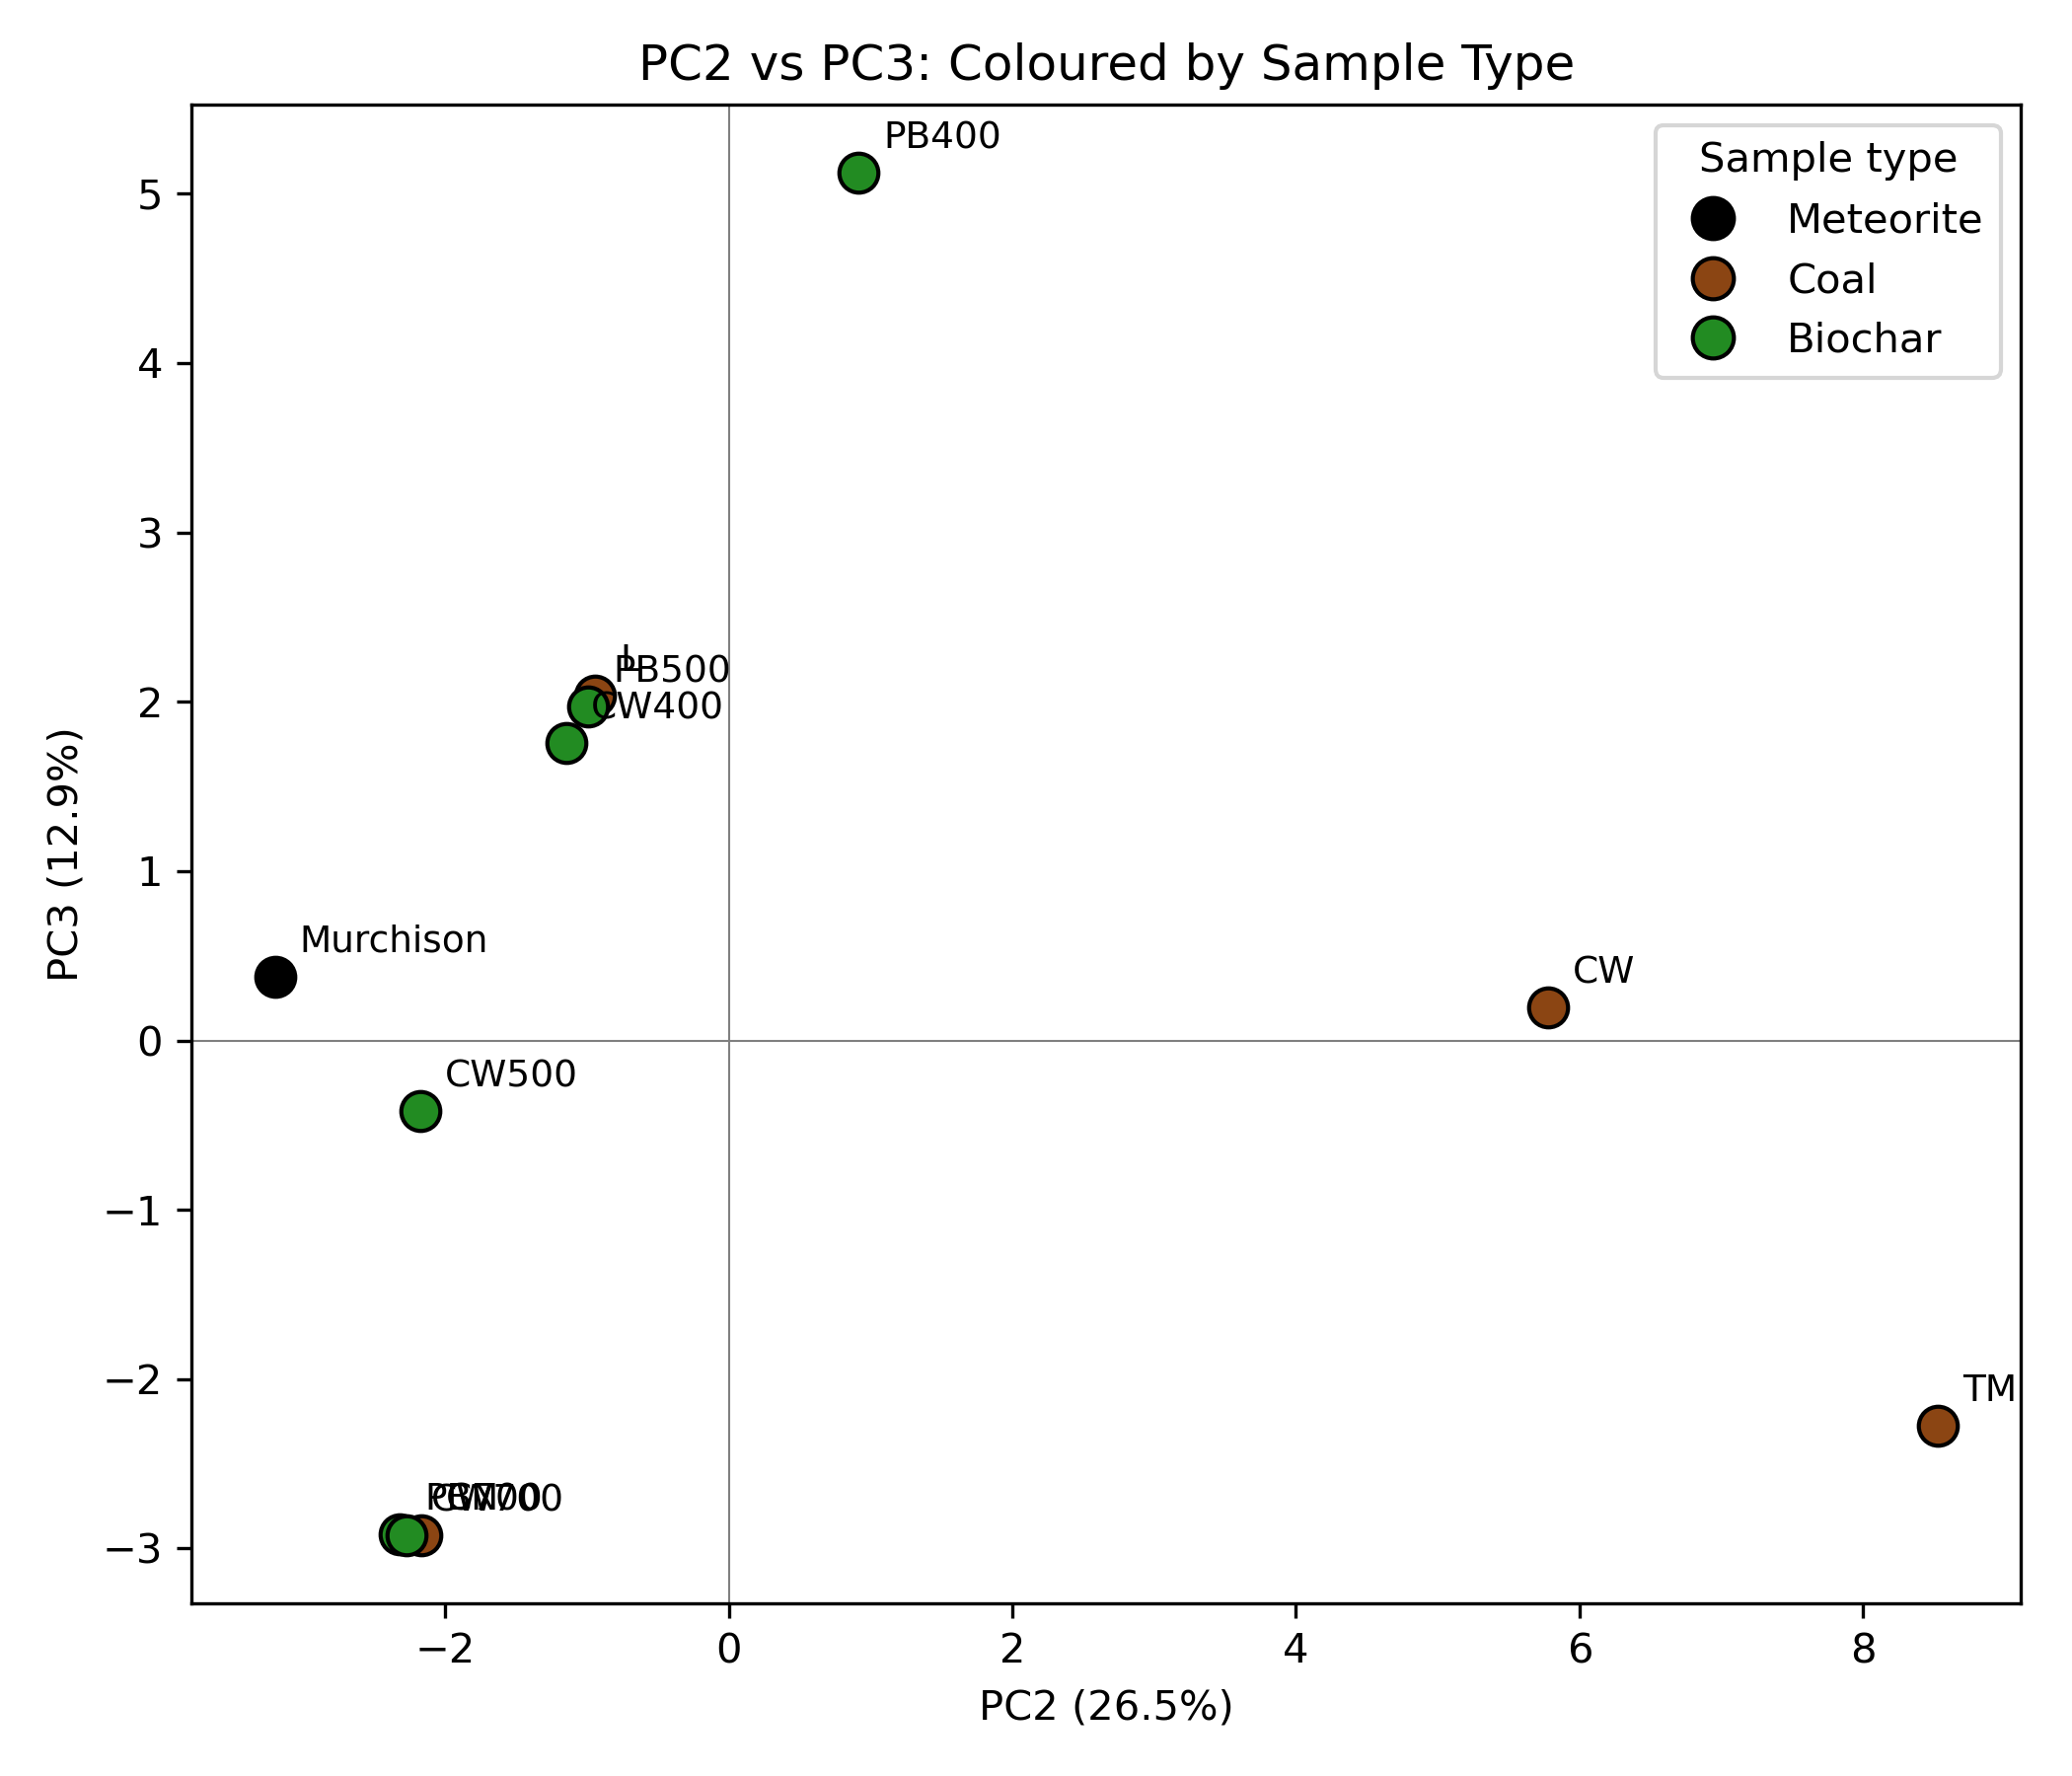 PC2 vs PC3: Coloured by Sample Type
PB400
Sample type
Meteorite
Coal
Biochar
5
4
3
2
1
0
−1
−2
−3
L
PB500
CW400
Murchison
CW
CW500
TM
PB700
CW700
−2
0
2
4
6
8
PC2 (26.5%)
PC3 (12.9%)